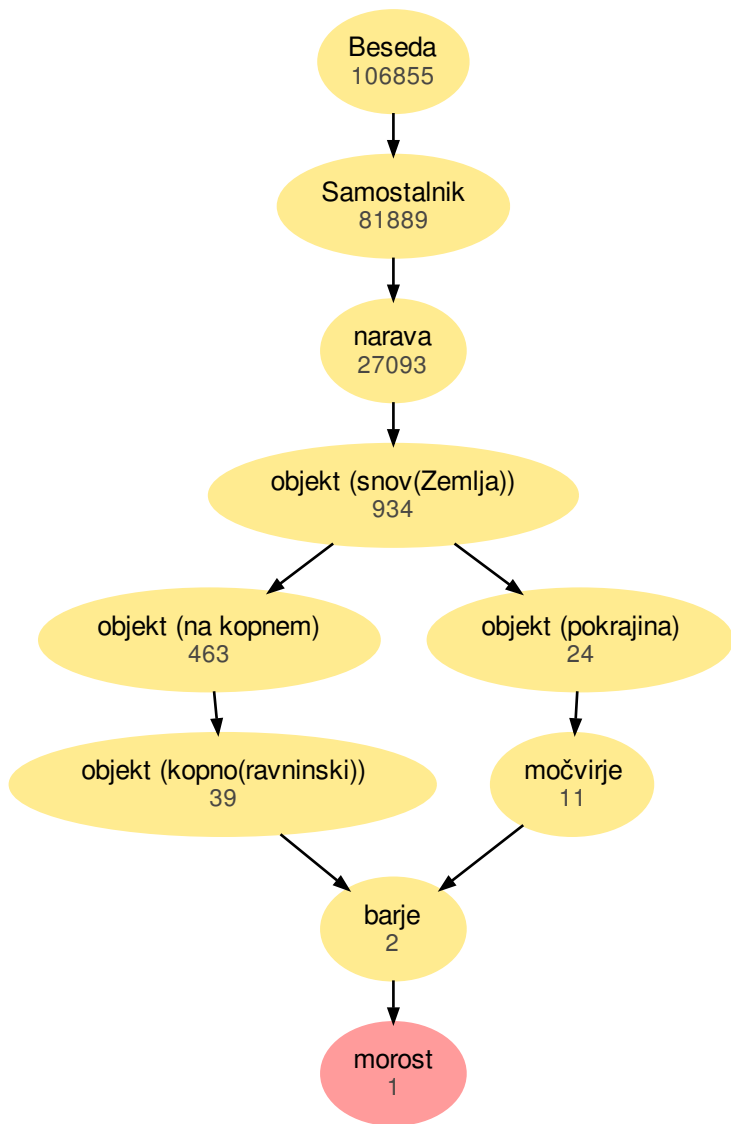 Beseda
106855
Samostalnik
81889
narava
27093
objekt (snov(Zemlja))
934
objekt (na kopnem)
463
objekt (pokrajina)
24
objekt (kopno(ravninski))
39
močvirje
11
barje
2
morost
1